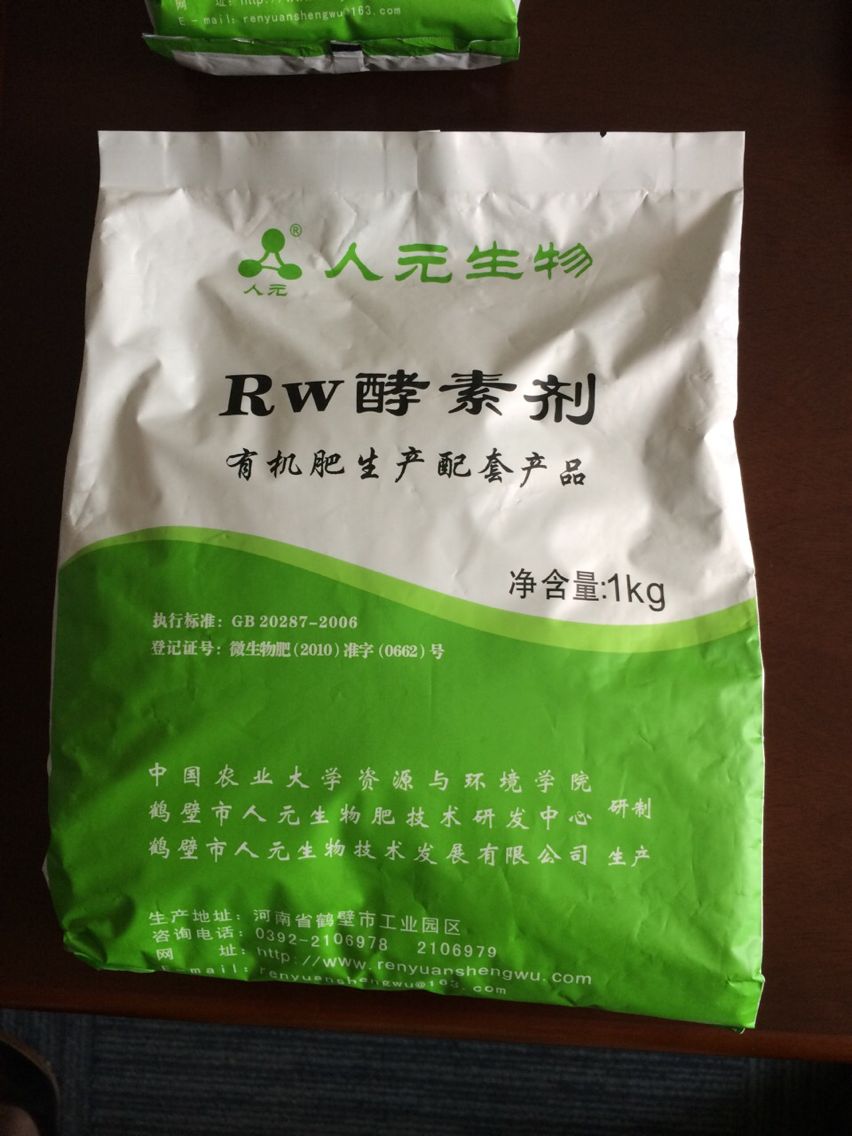 网 址: http://www
E-mail: renyuanshengwu@163.com
® 人元生物
人元
RW酵素剂
有机肥生产配套产品
净含量:1kg
执行标准: GB 20287-2006
登记证号: 微生物肥(2010)准字(0662)号
中国农业大学资源与环境学院
鹤壁市人元生物肥技术研发中心 研制
鹤壁市人元生物技术发展有限公司 生产
生产地址: 河南省鹤壁市工业园区
咨询电话: 0392-2106978 2106979
网 址: http://www.renyuanshengwu.com
E-mail: renyuanshengwu@163.com